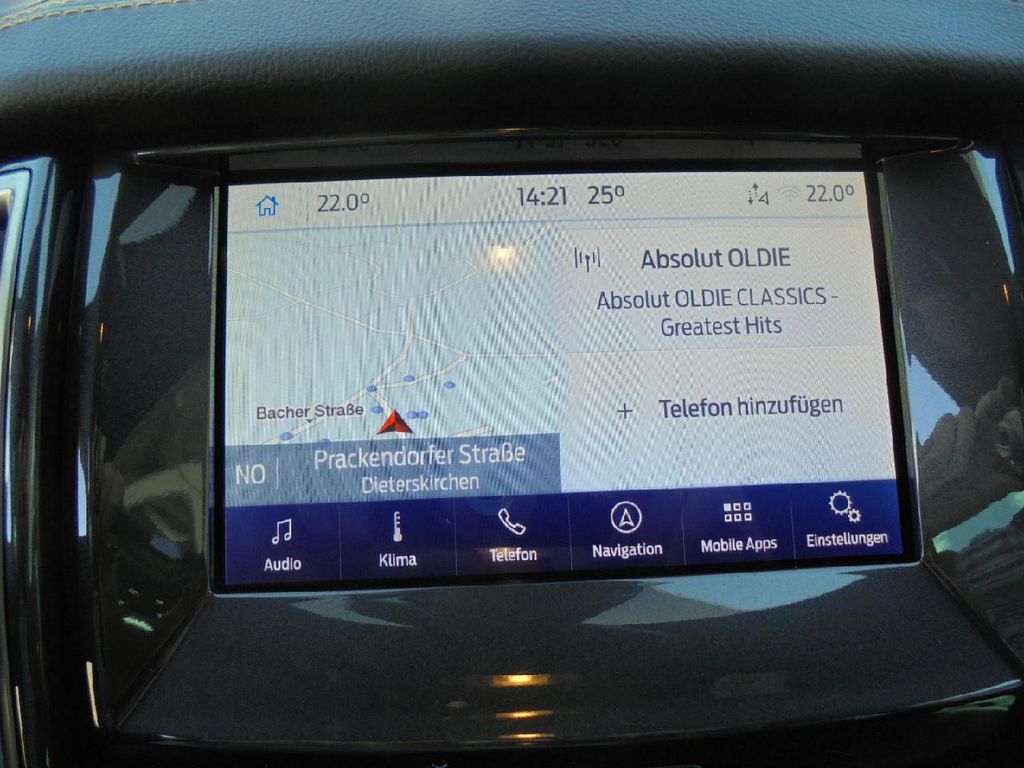 22.0°
14:21
25°
22.0°
Absolut OLDIE
Absolut OLDIE CLASSICS -
Greatest Hits
Bacher Straße
+ Telefon hinzufügen
NO
Prackendorfer Straße
Dieterskirchen
Audio
Klima
Telefon
Navigation
Mobile Apps
Einstellungen